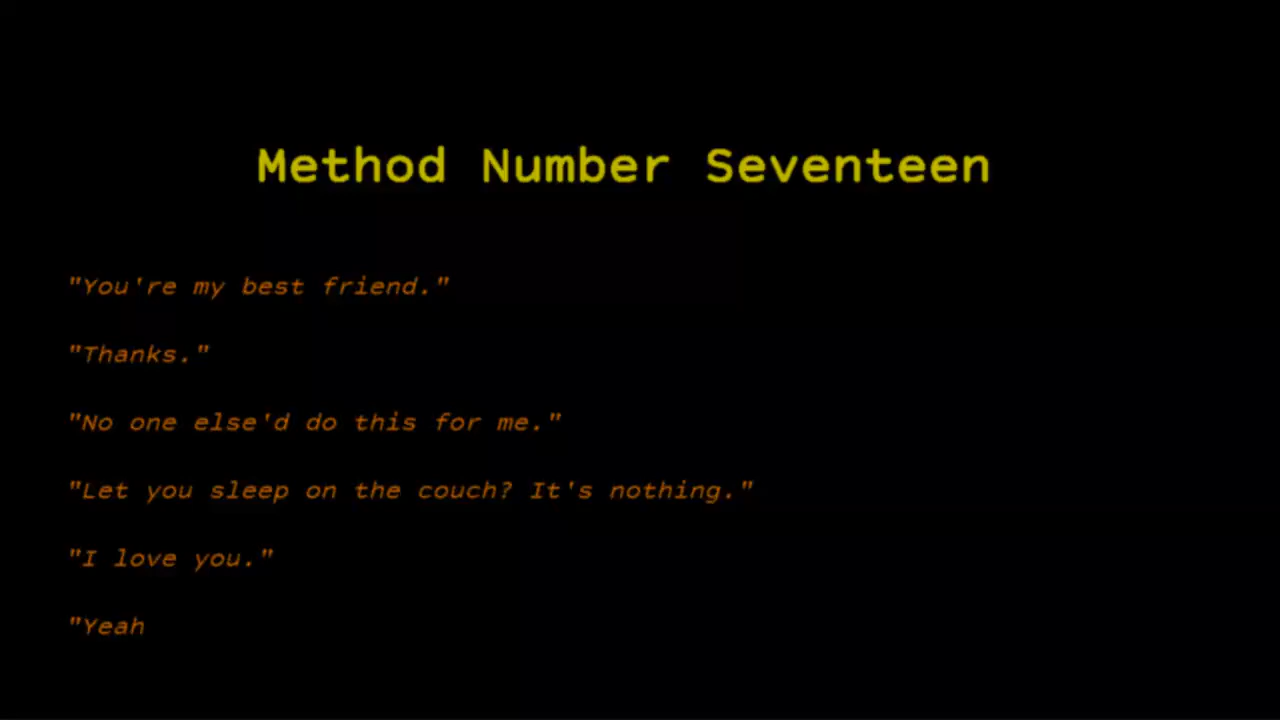 Method Number Seventeen
"You're my best friend."
"Thanks."
"No one else'd do this for me."
"Let you sleep on the couch? It's nothing."
"I love you."
"Yeah